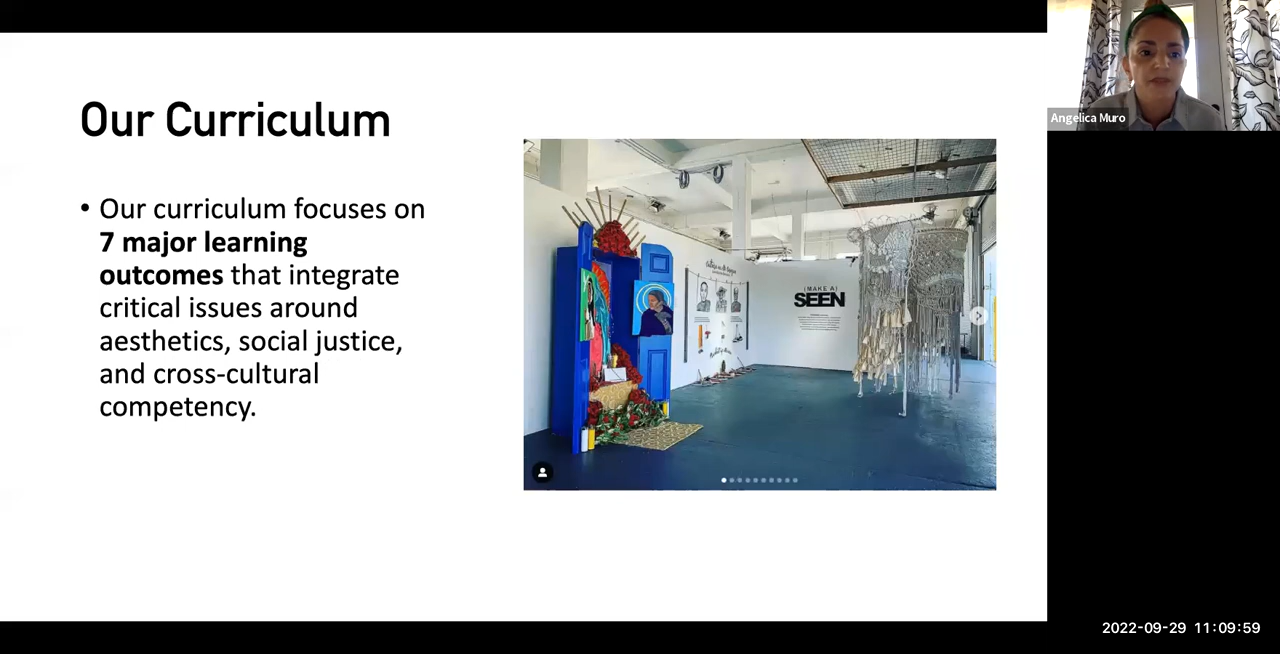 Our Curriculum
• Our curriculum focuses on
7 major learning
outcomes that integrate
critical issues around
aesthetics, social justice,
and cross-cultural
competency.
(MAKE A)
SEEN
Angelica Muro
2022-09-29 11:09:59